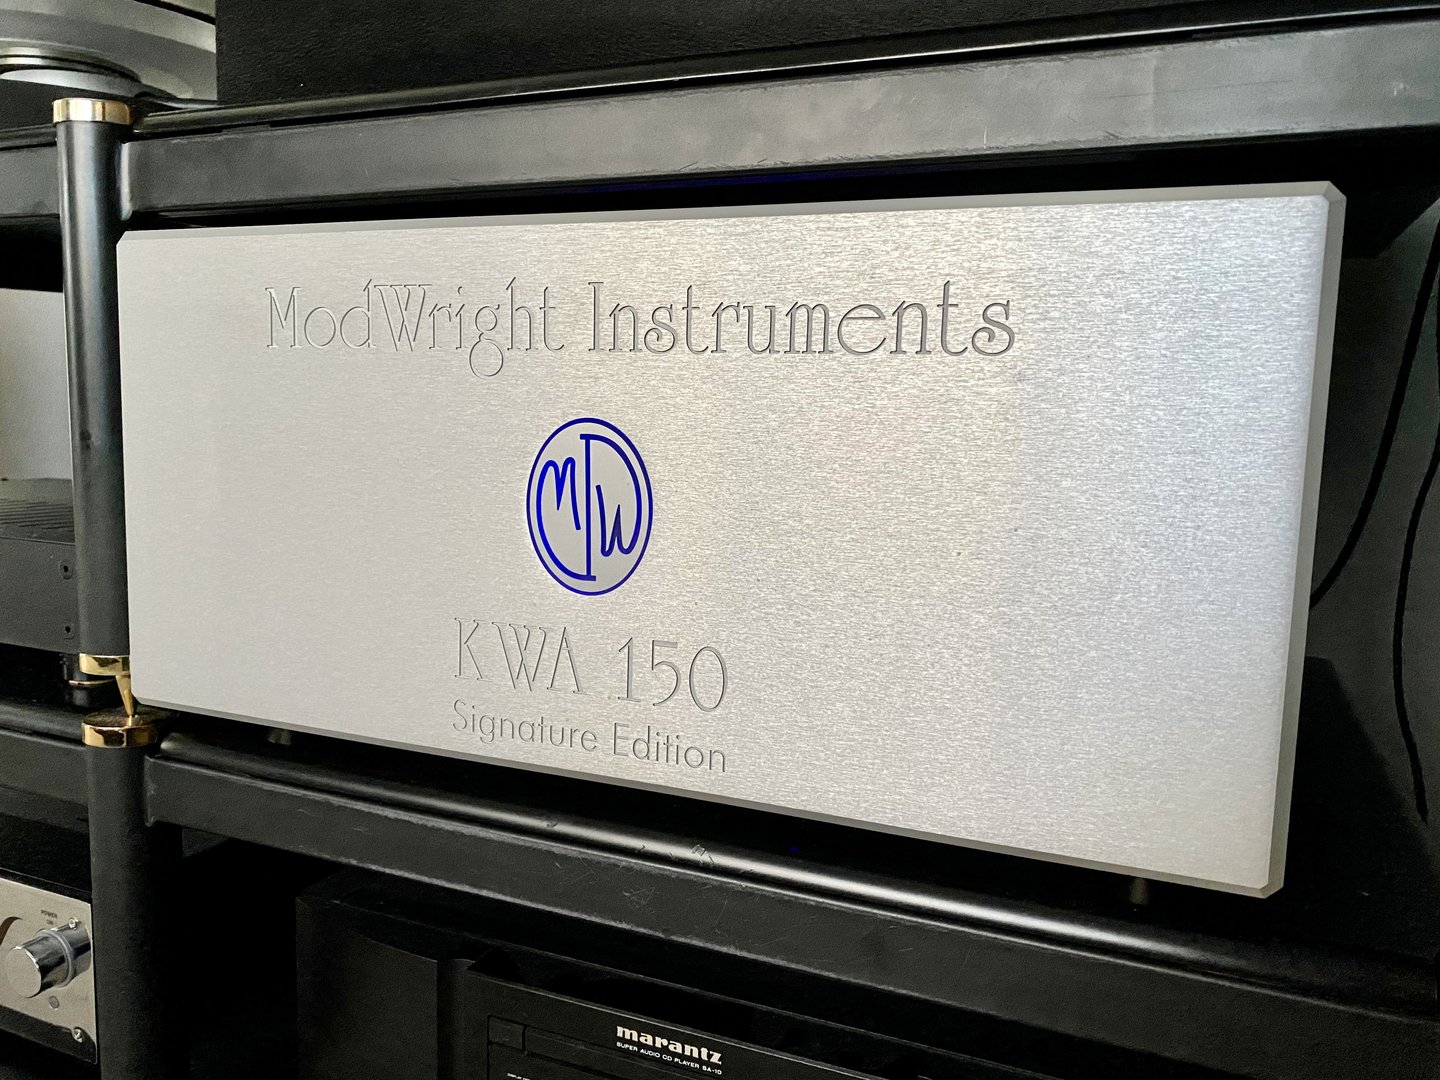 ModWright Instruments
MW
KWA 150
Signature Edition
POWER
marantz
SUPER AUDIO CD PLAYER SA-10